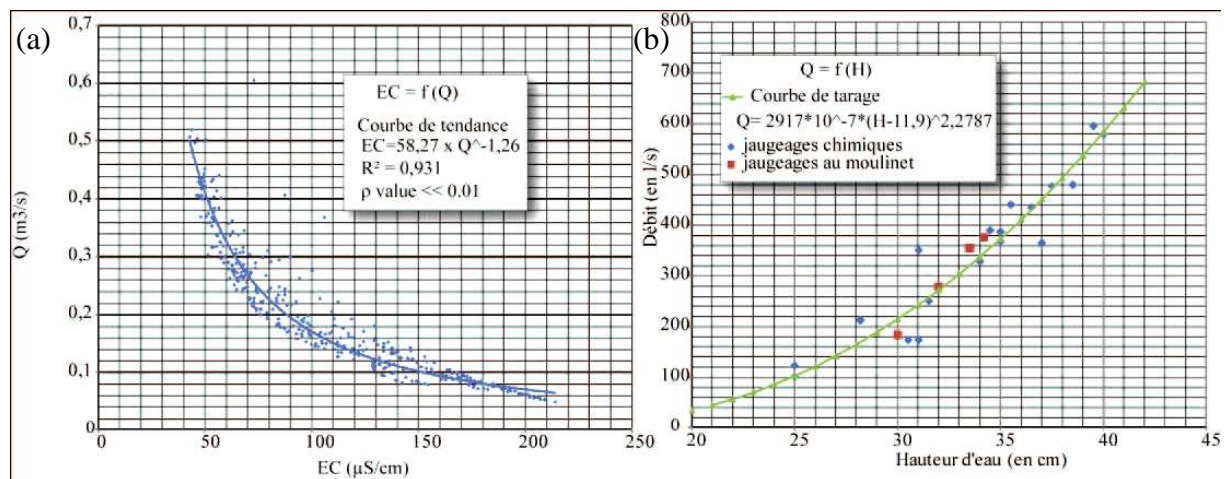 (a)
Q (m3/s)
0,7
0,6
0,5
0,4
0,3
0,2
0,1
0
0 50 100 150 200 250
EC (µS/cm)
EC = f (Q)
Courbe de tendance
EC=58,27 x Q^-1,26
R² = 0,931
ρ value << 0.01
(b)
Débit (en l/s)
800
700
600
500
400
300
200
100
0
20 25 30 35 40 45
Hauteur d'eau (en cm)
Q = f (H)
Courbe de tarage
Q= 2917*10^-7*(H-11,9)^2,2787
jaugeages chimiques
jaugeages au moulinet